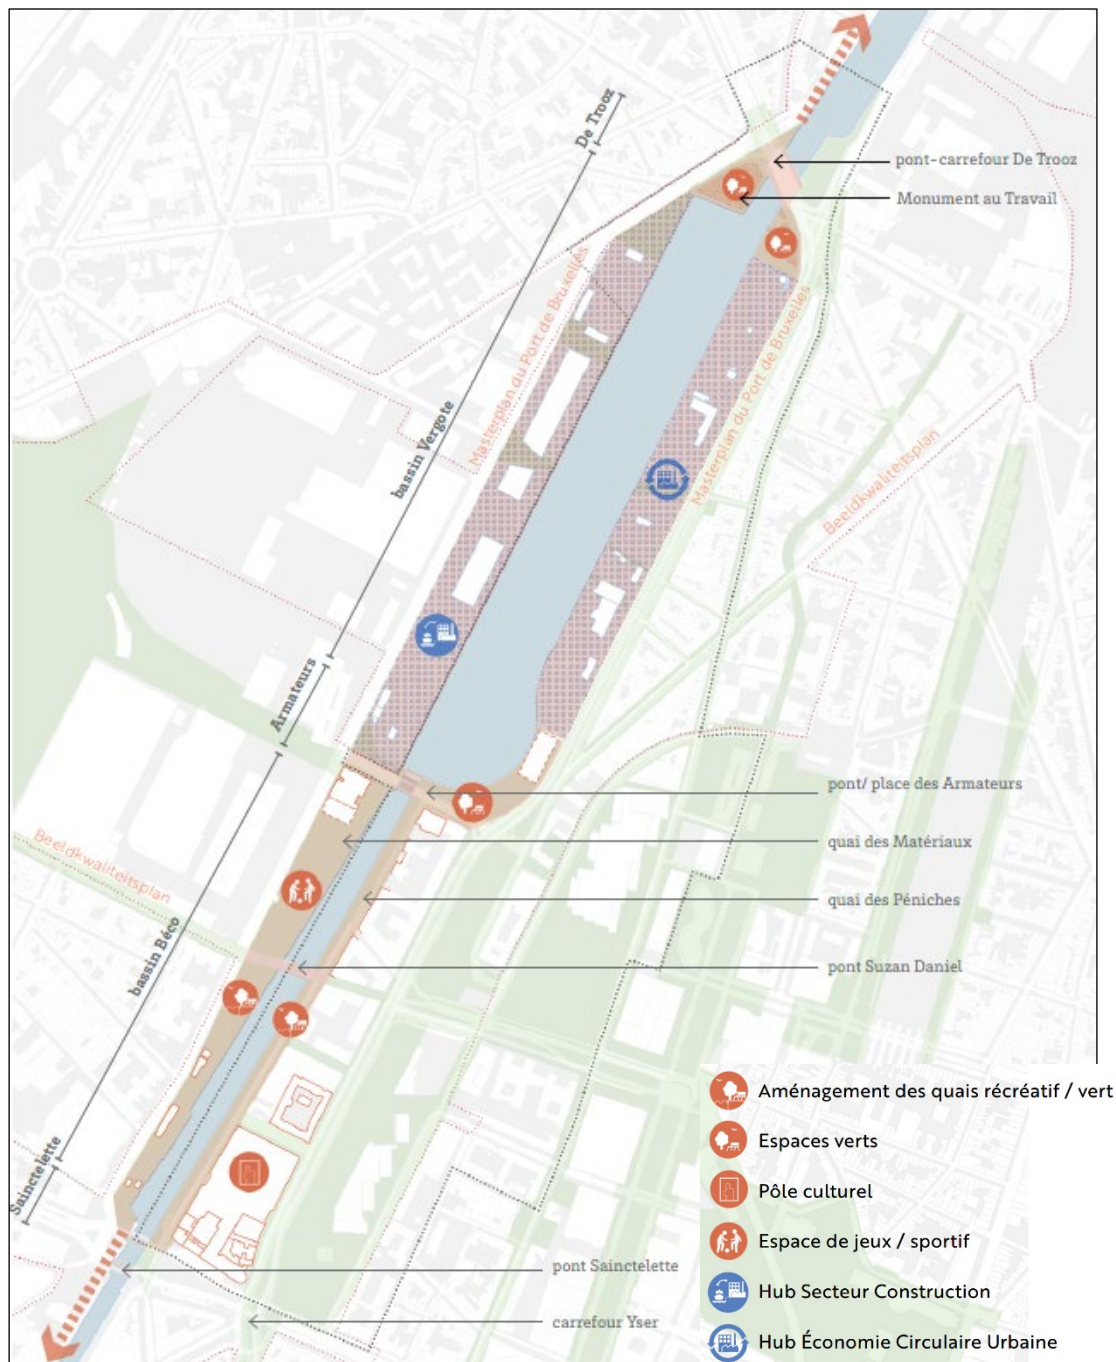 De Trooz
pont-carrefour De Trooz
Monument au Travail
Masterplan du Port de Bruxelles
Masterplan du Port de Bruxelles
bassin Vergote
Beeldkwaliteitsplan
Armateurs
pont/ place des Armateurs
quai des Matériaux
Beeldkwaliteitsplan
quai des Péniches
bassin Béco
pont Suzan Daniel
Sainctelette
pont Sainctelette
carrefour Yser
Aménagement des quais récréatif / vert
Espaces verts
Pôle culturel
Espace de jeux / sportif
Hub Secteur Construction
Hub Économie Circulaire Urbaine